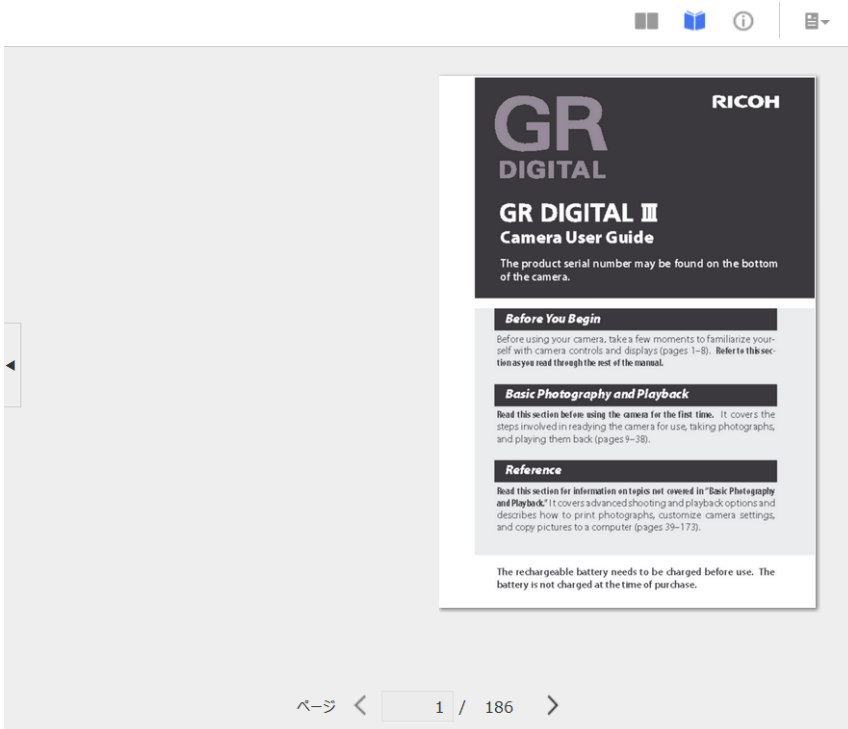 RICOH
GR
DIGITAL
GR DIGITAL III
Camera User Guide
The product serial number may be found on the bottom
of the camera.
Before You Begin
Before using your camera, take a few moments to familiarize your-
self with camera controls and displays (pages 1–8). Refer to this sec-
tion as you read through the rest of the manual.
Basic Photography and Playback
Read this section before using the camera for the first time. It covers the
steps involved in readying the camera for use, taking photographs,
and playing them back (pages 9–38).
Reference
Read this section for information on topics not covered in "Basic Photography
and Playback." It covers advanced shooting and playback options and
describes how to print photographs, customize camera settings,
and copy pictures to a computer (pages 39–173).
The rechargeable battery needs to be charged before use. The
battery is not charged at the time of purchase.
ページ 1 / 186